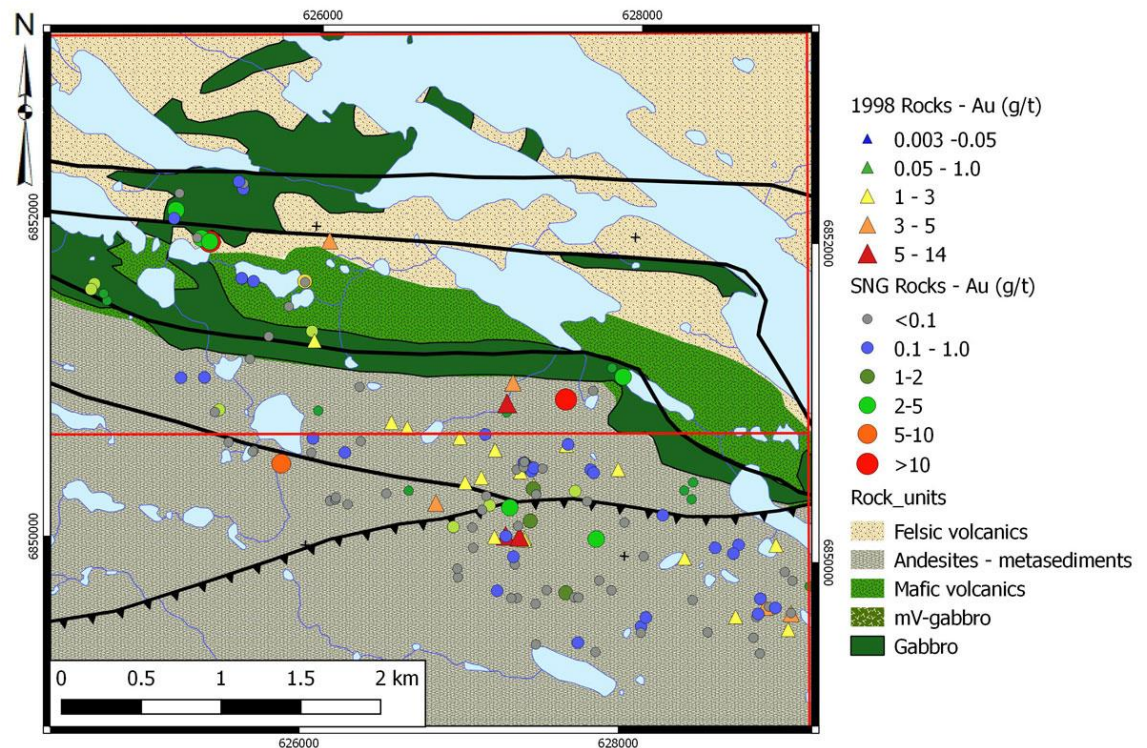 N
626000
628000
6852000
6852000
6850000
6850000
626000
628000
0 0.5 1 1.5 2 km
1998 Rocks - Au (g/t)
0.003 -0.05
0.05 - 1.0
1 - 3
3 - 5
5 - 14
SNG Rocks - Au (g/t)
<0.1
0.1 - 1.0
1-2
2-5
5-10
>10
Rock_units
Felsic volcanics
Andesites - metasediments
Mafic volcanics
mV-gabbro
Gabbro